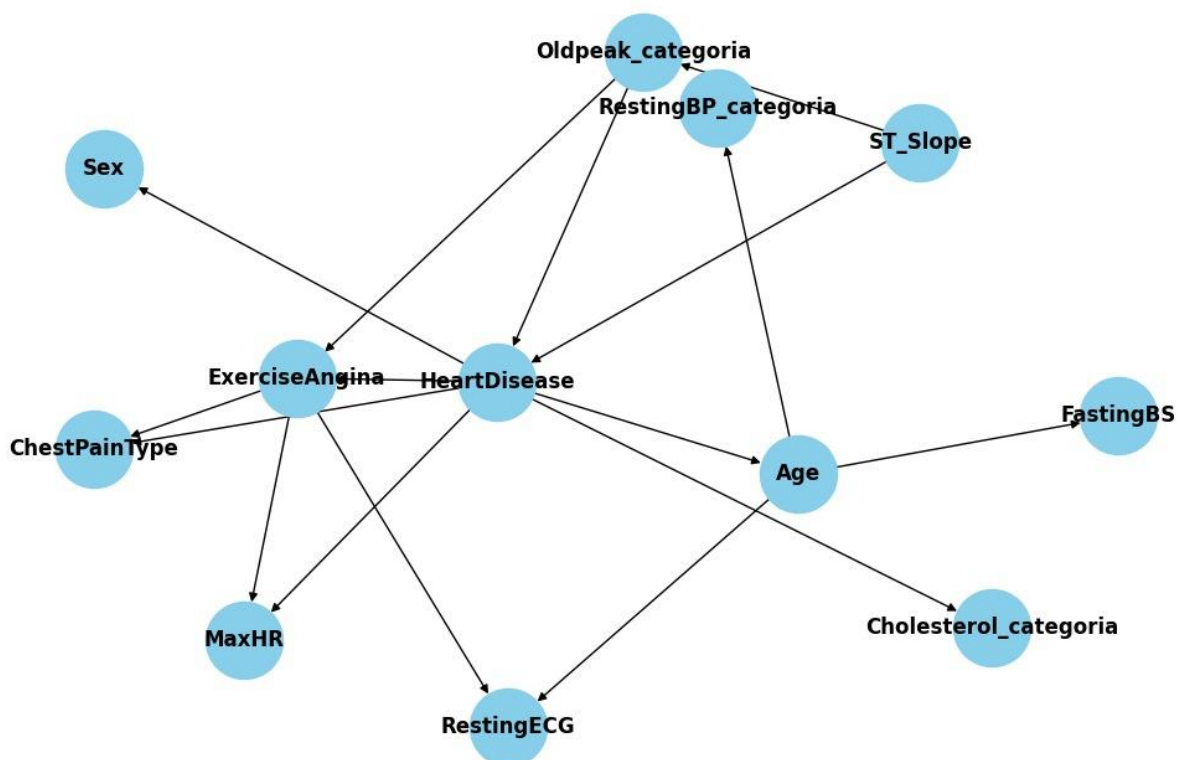 Oldpeak_categoria
RestingBP_categoria
ST_Slope
Sex
ExerciseAngina
HeartDisease
FastingBS
ChestPainType
Age
Cholesterol_categoria
MaxHR
RestingECG